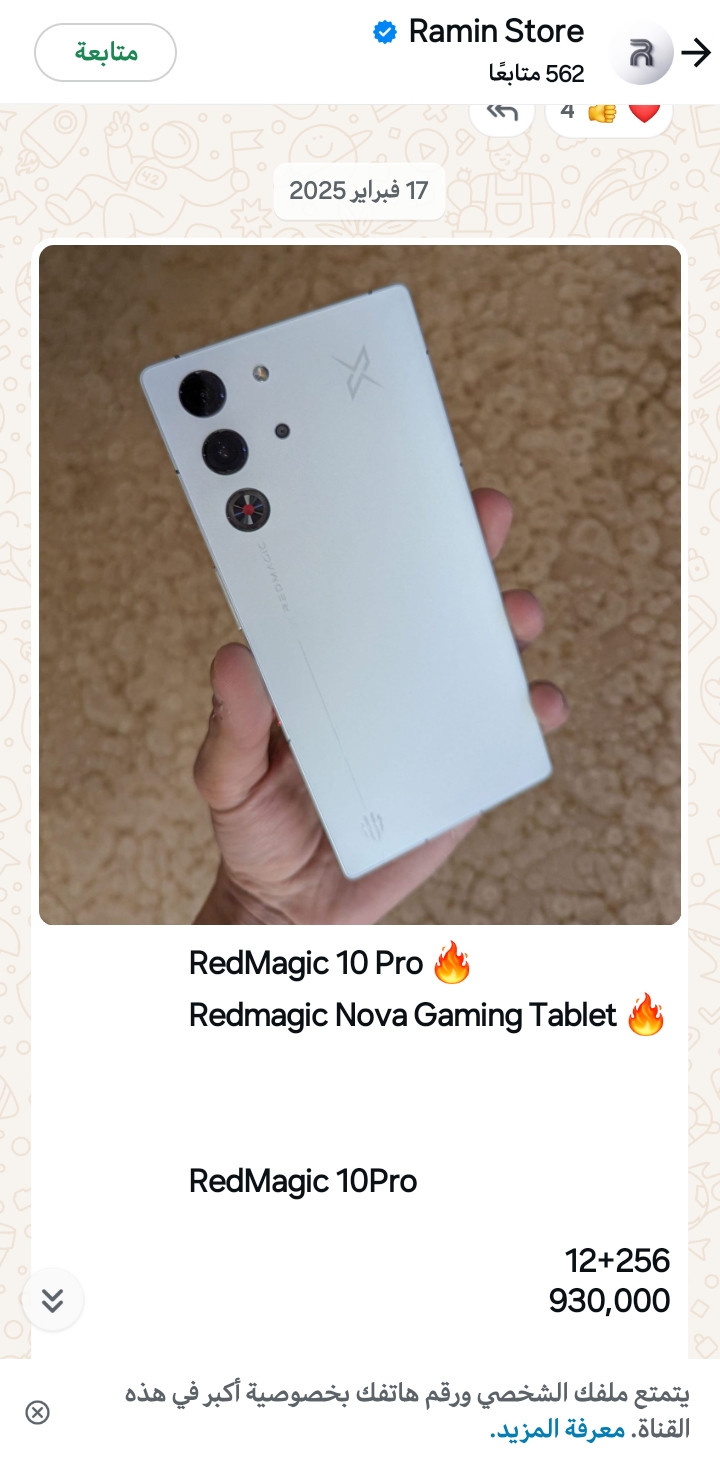 Ramin Store
562 متابعًا
متابعة
4 👍 ❤️
17 فبراير 2025
REDMAGIC
RedMagic 10 Pro 🔥
Redmagic Nova Gaming Tablet 🔥
RedMagic 10Pro
12+256
930,000
يتمتع ملفك الشخصي ورقم هاتفك بخصوصية أكبر في هذه
القناة. معرفة المزيد.